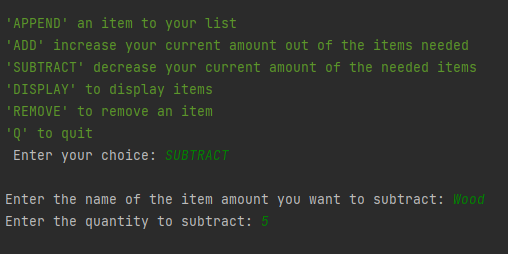 'APPEND' an item to your list
'ADD' increase your current amount out of the items needed
'SUBTRACT' decrease your current amount of the needed items
'DISPLAY' to display items
'REMOVE' to remove an item
'Q' to quit
Enter your choice: SUBTRACT
Enter the name of the item amount you want to subtract: Wood
Enter the quantity to subtract: 5